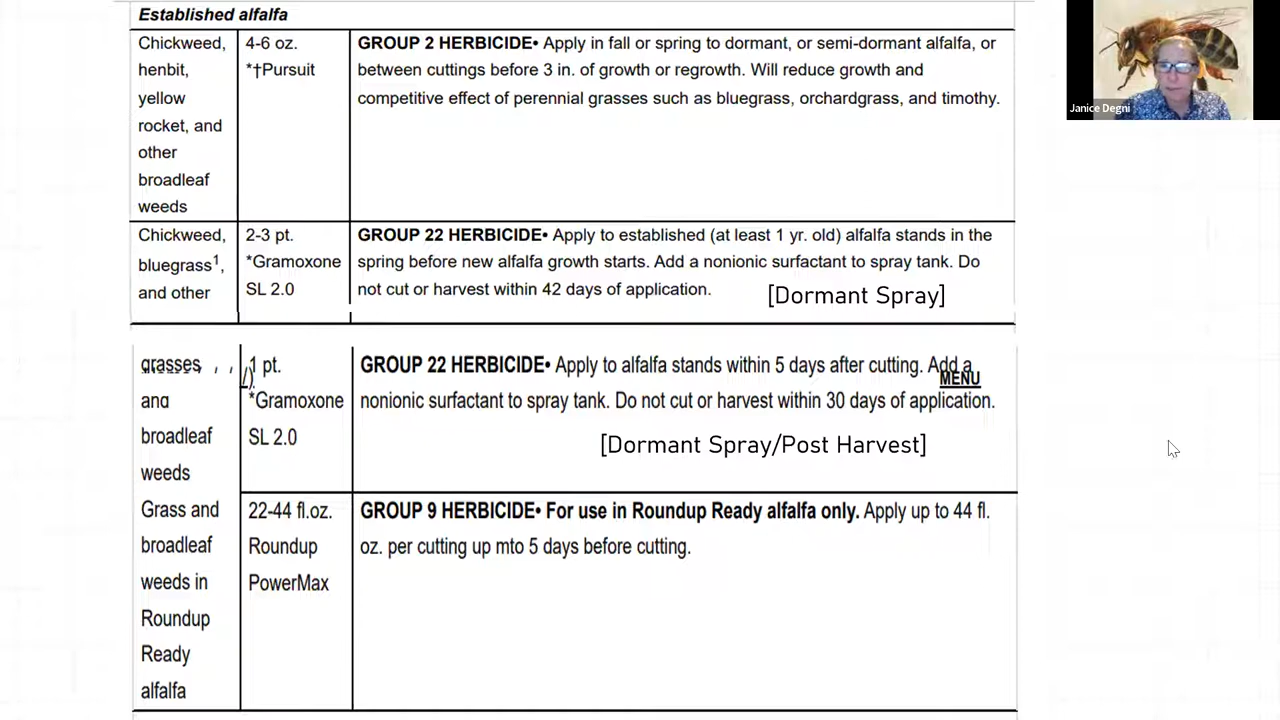 Established alfalfa
Chickweed,
henbit,
yellow
rocket, and
other
broadleaf
weeds
4-6 oz.
*†Pursuit
GROUP 2 HERBICIDE• Apply in fall or spring to dormant, or semi-dormant alfalfa, or
between cuttings before 3 in. of growth or regrowth. Will reduce growth and
competitive effect of perennial grasses such as bluegrass, orchardgrass, and timothy.
Chickweed,
bluegrass1,
and other
2-3 pt.
*Gramoxone
SL 2.0
GROUP 22 HERBICIDE• Apply to established (at least 1 yr. old) alfalfa stands in the
spring before new alfalfa growth starts. Add a nonionic surfactant to spray tank. Do
not cut or harvest within 42 days of application.
[Dormant Spray]
grasses
and
broadleaf
weeds
1 pt.
*Gramoxone
SL 2.0
GROUP 22 HERBICIDE• Apply to alfalfa stands within 5 days after cutting. Add a
MENU
nonionic surfactant to spray tank. Do not cut or harvest within 30 days of application.
[Dormant Spray/Post Harvest]
Grass and
broadleaf
weeds in
Roundup
Ready
alfalfa
22-44 fl.oz.
Roundup
PowerMax
GROUP 9 HERBICIDE• For use in Roundup Ready alfalfa only. Apply up to 44 fl.
oz. per cutting up mto 5 days before cutting.
Janice Degni